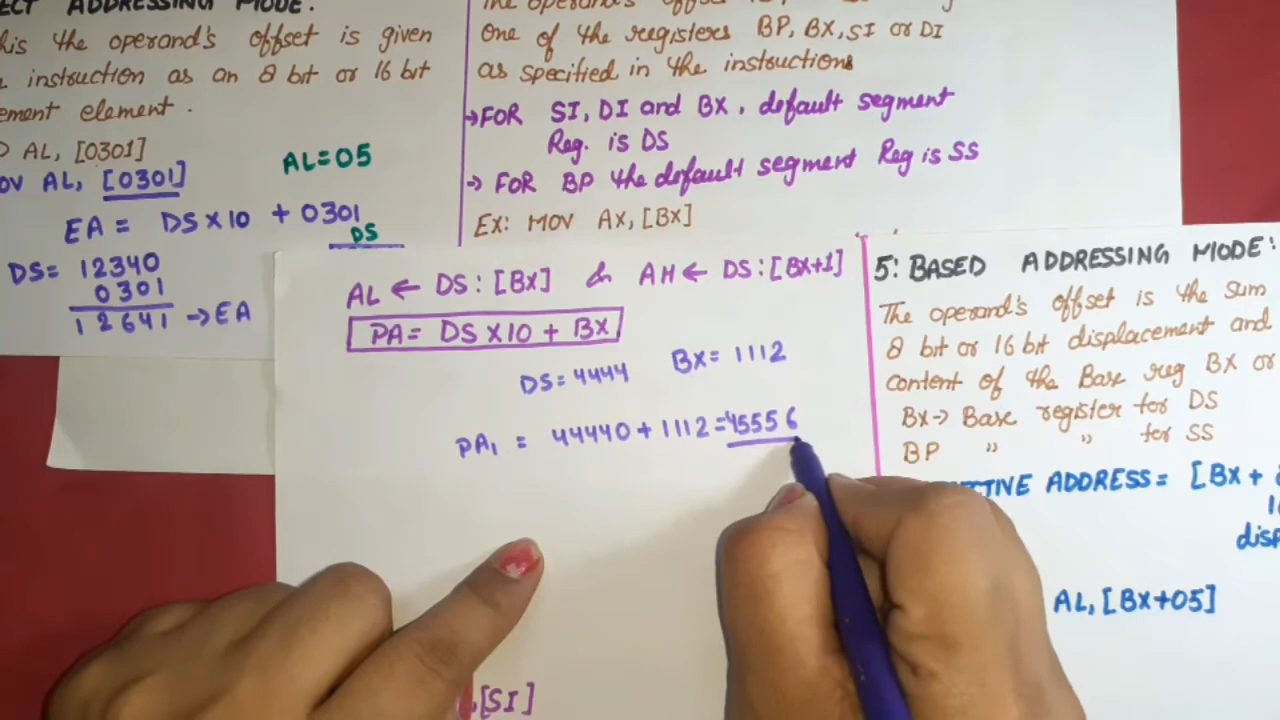 ADDRESSING MODE.
the operand's offset is given
instruction as an 8 bit or 16 bit
element.
AL, [0301]
AL=05
AL, [0301]
EA = DS X 10 + 0301
DS
DS= 12340
0301
12641 → EA
one of the registers BP, BX, SI or DI
as specified in the instructions
→ FOR SI, DI and BX, default segment
Reg. is DS
→ FOR BP the default segment Reg is SS
Ex: MOV AX, [BX]
AL ← DS:[BX] & AH ← DS:[BX+1]
PA = DS X 10 + BX
DS = 4444 BX = 1112
PA1 = 44440 + 1112 = 45556
[SI]
5: BASED ADDRESSING MODE:
The operand's offset is the sum
8 bit or 16 bit displacement and
content of the Base reg BX or
BX → Base register for DS
BP " " for SS
ADDRESS = [BX +
AL, [BX+05]